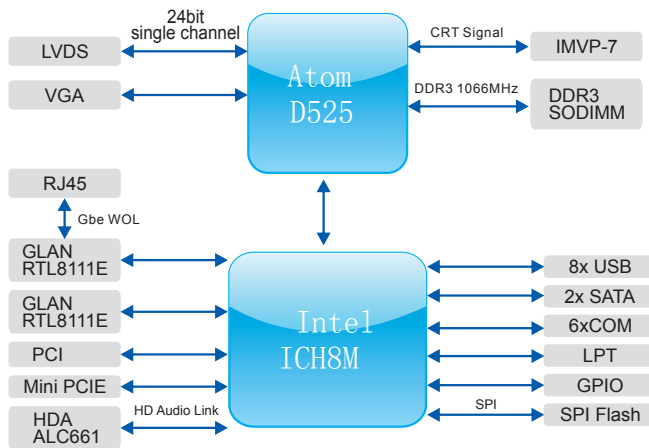 24bit
single channel
LVDS
VGA
Atom
D525
CRT Signal
IMVP-7
DDR3 1066MHz
DDR3
SODIMM
RJ45
Gbe WOL
GLAN
RTL8111E
GLAN
RTL8111E
PCI
Mini PCIE
HDA
ALC661
HD Audio Link
Intel
ICH8M
8x USB
2x SATA
6xCOM
LPT
GPIO
SPI
SPI Flash